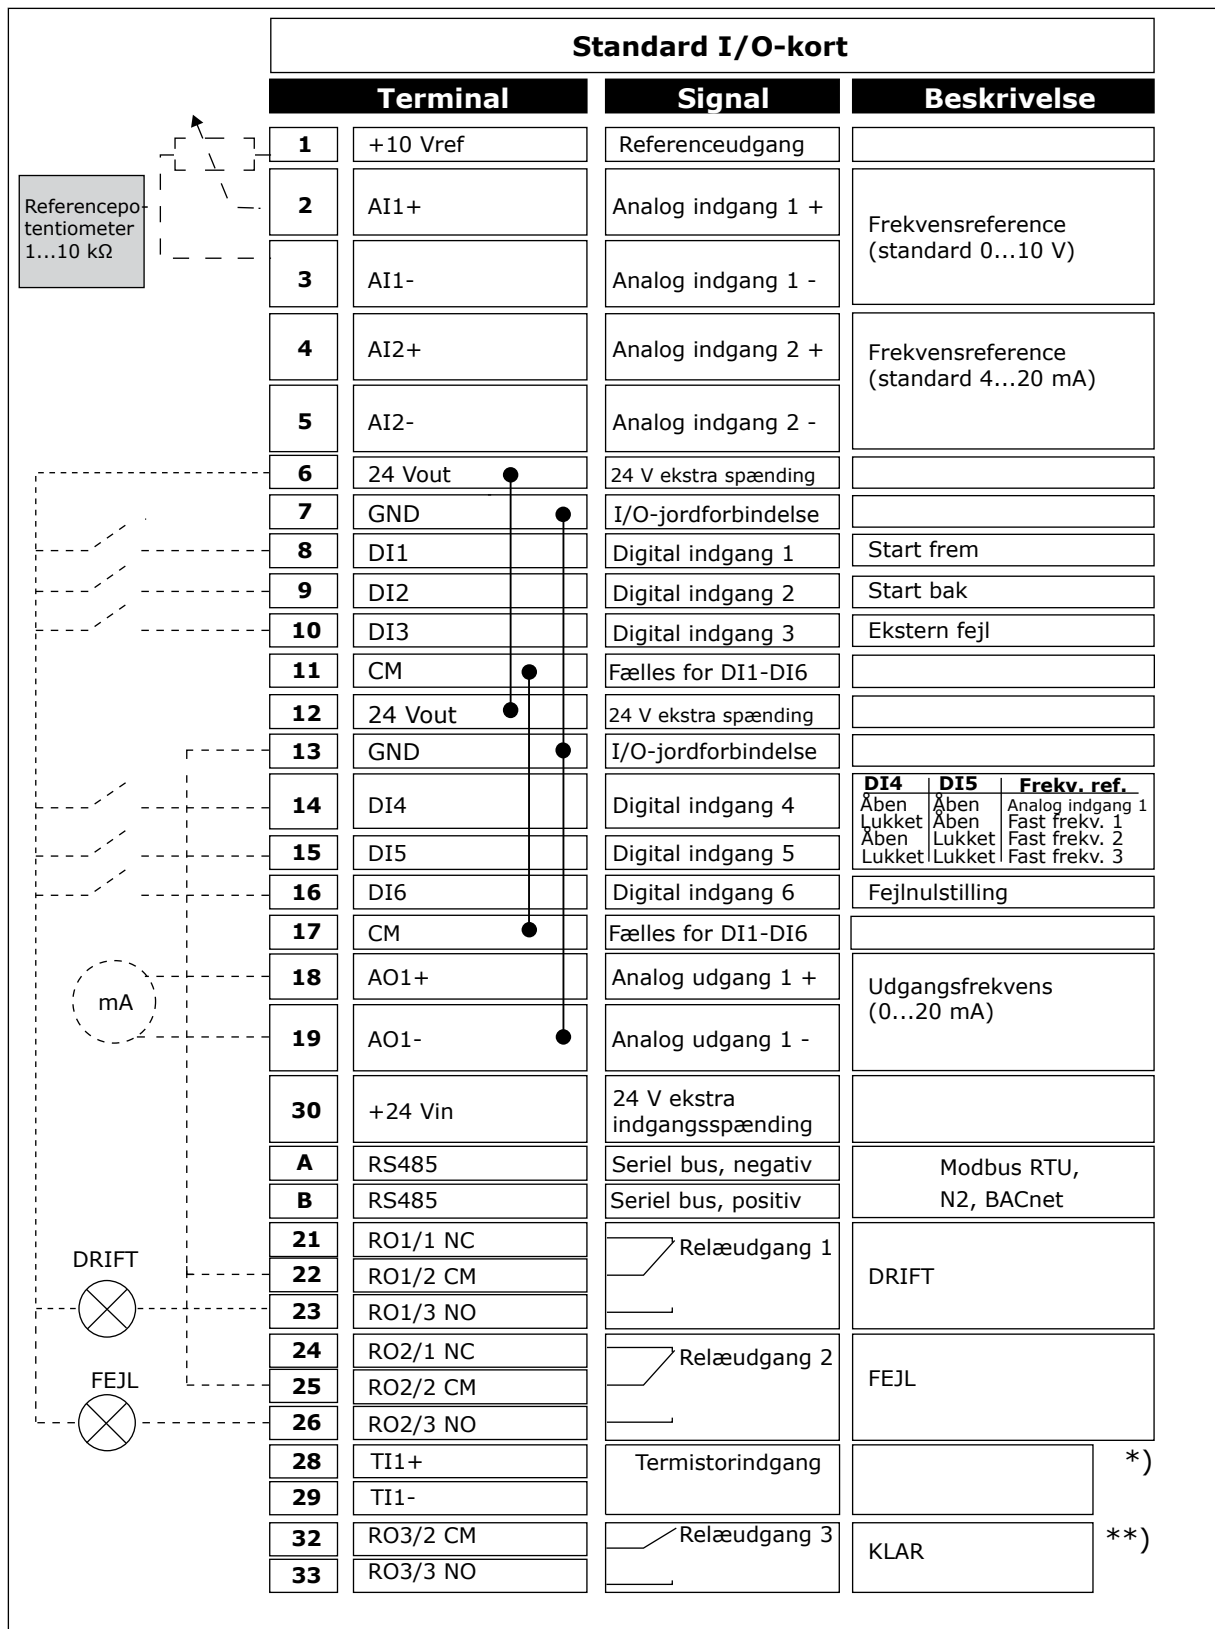 Standard I/O-kort
Terminal Signal Beskrivelse
1 +10 Vref Referenceudgang
Referencepo-
tentiometer
1...10 kΩ
2 AI1+ Analog indgang 1 +
Frekvensreference
(standard 0...10 V)
3 AI1- Analog indgang 1 -
4 AI2+ Analog indgang 2 +
Frekvensreference
(standard 4...20 mA)
5 AI2- Analog indgang 2 -
6 24 Vout 24 V ekstra spænding
7 GND I/O-jordforbindelse
8 DI1 Digital indgang 1 Start frem
9 DI2 Digital indgang 2 Start bak
10 DI3 Digital indgang 3 Ekstern fejl
11 CM Fælles for DI1-DI6
12 24 Vout 24 V ekstra spænding
13 GND I/O-jordforbindelse
14 DI4 Digital indgang 4
DI4 DI5 Frekv. ref.
Åben Åben Analog indgang 1
Lukket Åben Fast frekv. 1
Åben Lukket Fast frekv. 2
Lukket Lukket Fast frekv. 3
15 DI5 Digital indgang 5
16 DI6 Digital indgang 6 Fejlnulstilling
17 CM Fælles for DI1-DI6
18 AO1+ Analog udgang 1 +
Udgangsfrekvens
(0...20 mA)
mA
19 AO1- Analog udgang 1 -
30 +24 Vin
24 V ekstra
indgangsspænding
A RS485 Seriel bus, negativ
Modbus RTU,
N2, BACnet
B RS485 Seriel bus, positiv
21 RO1/1 NC Relæudgang 1
DRIFT
22 RO1/2 CM DRIFT
23 RO1/3 NO
24 RO2/1 NC Relæudgang 2
FEJL
25 RO2/2 CM FEJL
26 RO2/3 NO
28 TI1+ Termistorindgang *)
29 TI1-
32 RO3/2 CM Relæudgang 3 **)
KLAR
33 RO3/3 NO